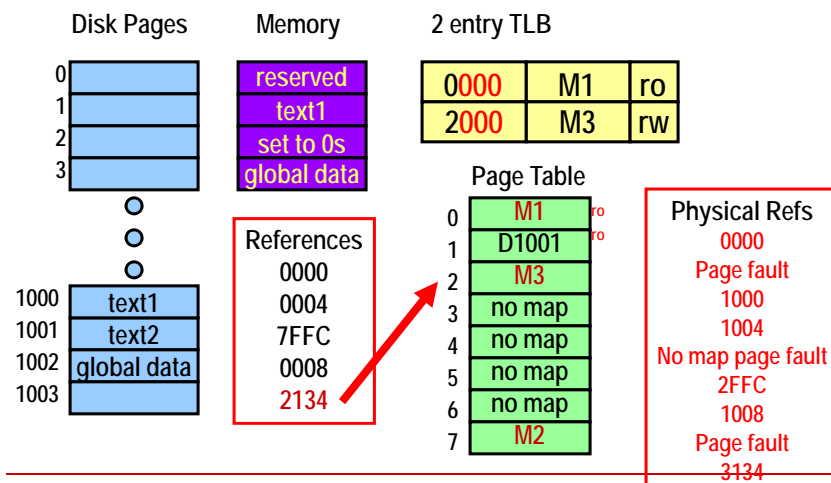 Disk Pages
0
1
2
3
1000 text1
1001 text2
1002 global data
1003
Memory
reserved
text1
set to 0s
global data
References
0000
0004
7FFC
0008
2134
2 entry TLB
0000 M1 ro
2000 M3 rw
Page Table
0 M1 ro
1 D1001 ro
2 M3
3 no map
4 no map
5 no map
6 no map
7 M2
Physical Refs
0000
Page fault
1000
1004
No map page fault
2FFC
1008
Page fault
3134